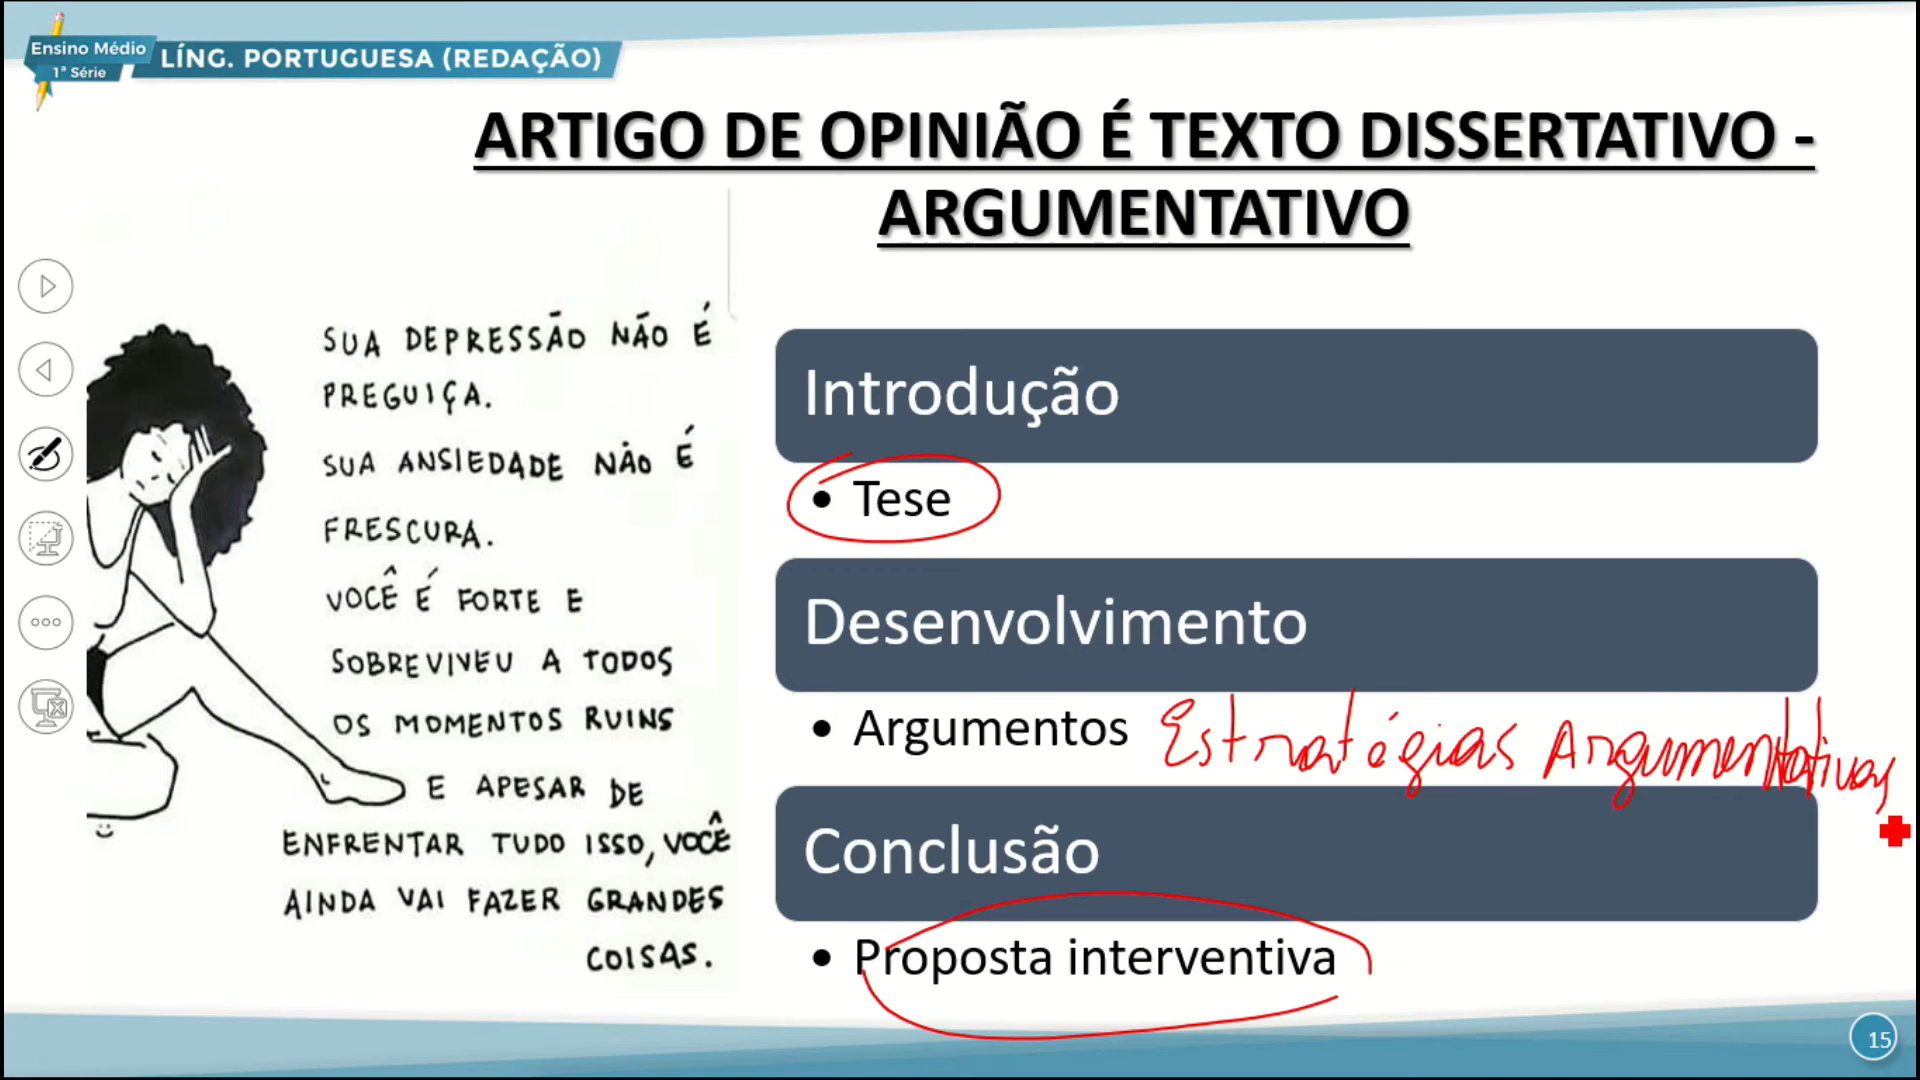 Ensino Médio
1ª Série
LÍNG. PORTUGUESA (REDAÇÃO)
ARTIGO DE OPINIÃO É TEXTO DISSERTATIVO -
ARGUMENTATIVO
SUA DEPRESSÃO NÃO É
PREGUIÇA.
SUA ANSIEDADE NÃO É
FRESCURA.
VOCÊ É FORTE E
SOBREVIVEU A TODOS
OS MOMENTOS RUINS
E APESAR DE
ENFRENTAR TUDO ISSO, VOCÊ
AINDA VAI FAZER GRANDES
COISAS.
Introdução
• Tese
Desenvolvimento
• Argumentos Estratégias Argumentativas
Conclusão
• Proposta interventiva
15